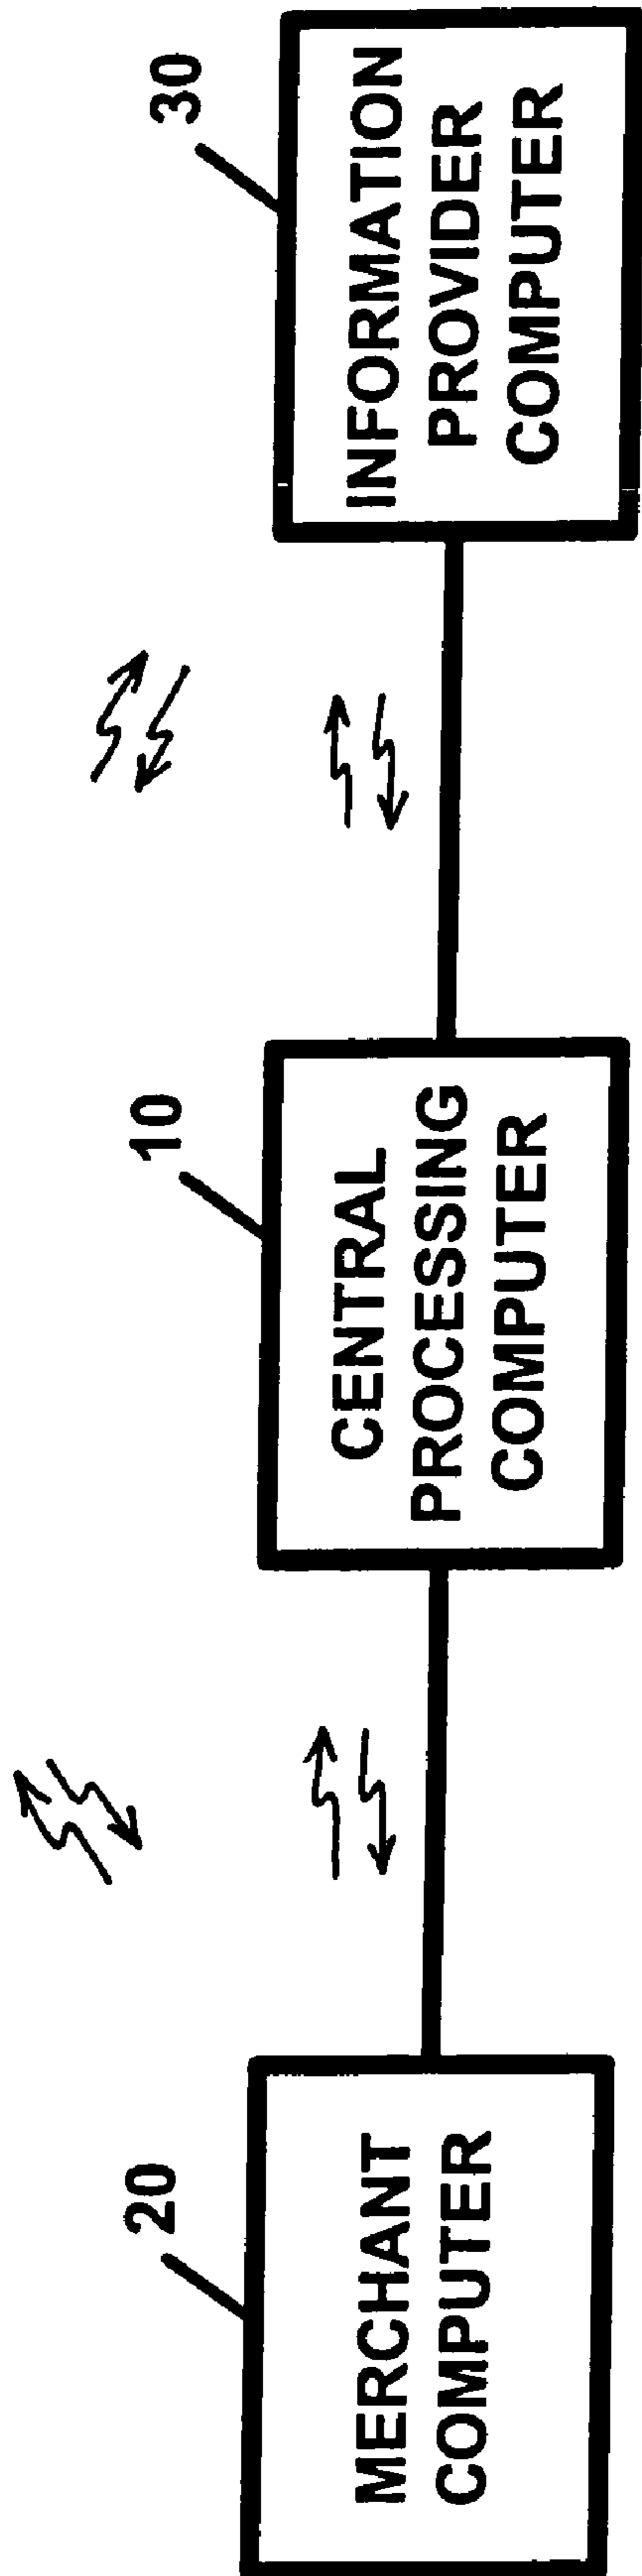 20
MERCHANT
COMPUTER
10
CENTRAL
PROCESSING
COMPUTER
30
INFORMATION
PROVIDER
COMPUTER